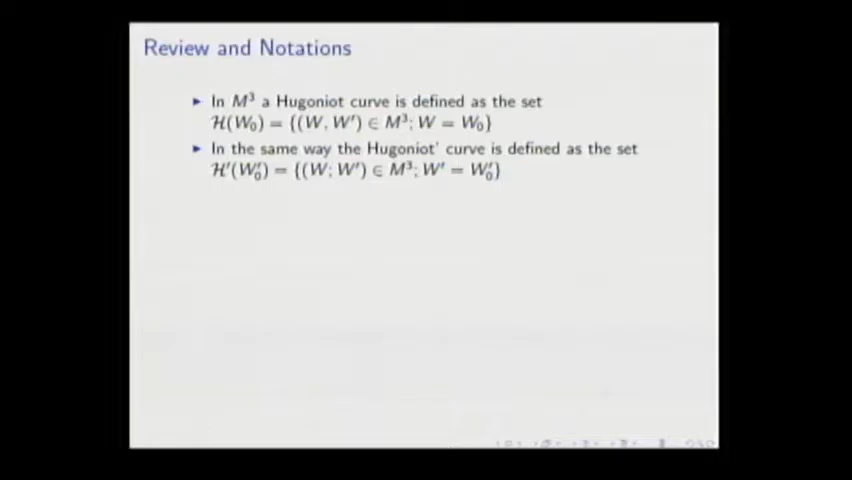 Review and Notations
▶ In M³ a Hugoniot curve is defined as the set
ℋ(W₀) = {(W, W′) ∈ M³; W = W₀}
▶ In the same way the Hugoniot' curve is defined as the set
ℋ′(W′₀) = {(W; W′) ∈ M³; W′ = W′₀}